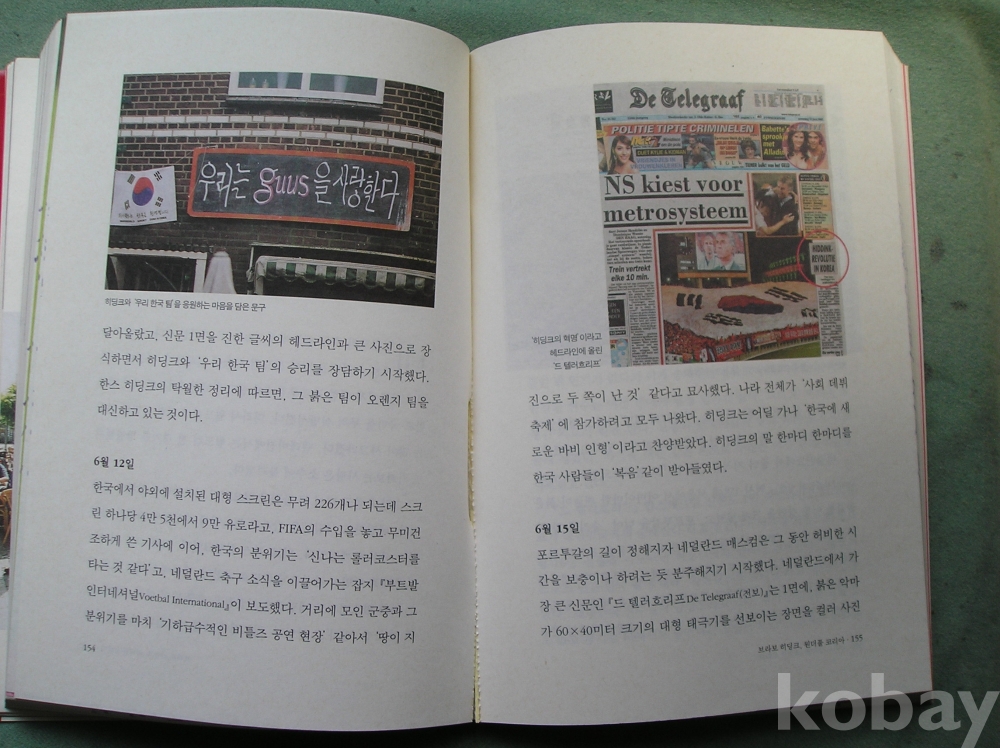 우리는 guus 을 사랑한다
히딩크와 '우리 한국 팀'을 응원하는 마음을 담은 문구
달아올랐고, 신문 1면을 진한 글씨의 헤드라인과 큰 사진으로 장
식하면서 히딩크와 '우리 한국 팀'의 승리를 장담하기 시작했다.
한스 히딩크의 탁월한 정리에 따르면, 그 붉은 팀이 오렌지 팀을
대신하고 있는 것이다.
6월 12일
한국에서 야외에 설치된 대형 스크린은 무려 226개나 되는데 스크
린 하나당 4만 5천에서 9만 유로라고, FIFA의 수입을 놓고 무미건
조하게 쓴 기사에 이어, 한국의 분위기는 '신나는 롤러코스터를
타는 것 같다'고, 네덜란드 축구 소식을 이끌어가는 잡지 『부트발
인터네셔널Voetbal International』이 보도했다. 거리에 모인 군중과 그
분위기를 마치 '기하급수적인 비틀즈 공연 현장' 같아서 '땅이 지
154
De Telegraaf
POLITIE TIPTE CRIMINELEN
Babette's
sprookje
met
Alladin
NS kiest voor
metrosysteem
Trein vertrekt
elke 10 min.
HIDDINK
REVOLUTIE
IN KOREA
'히딩크의 혁명'이라고
헤드라인에 올린
'드 텔러흐리프'
진으로 두 쪽이 난 것' 같다고 묘사했다. 나라 전체가 '사회 데뷔
축제'에 참가하려고 모두 나왔다. 히딩크는 어딜 가나 '한국에 새
로운 바비 인형'이라고 찬양받았다. 히딩크의 말 한마디 한마디를
한국 사람들이 '복음'같이 받아들였다.
6월 15일
포르투갈의 길이 정해지자 네덜란드 매스컴은 그 동안 허비한 시
간을 보충이나 하려는 듯 분주해지기 시작했다. 네덜란드에서 가
장 큰 신문인 『드 텔러흐리프De Telegraaf(전보)』는 1면에, 붉은 악마
가 60×40미터 크기의 대형 태극기를 선보이는 장면을 컬러 사진
브라보 히딩크, 원더풀 코리아 · 155
kobay